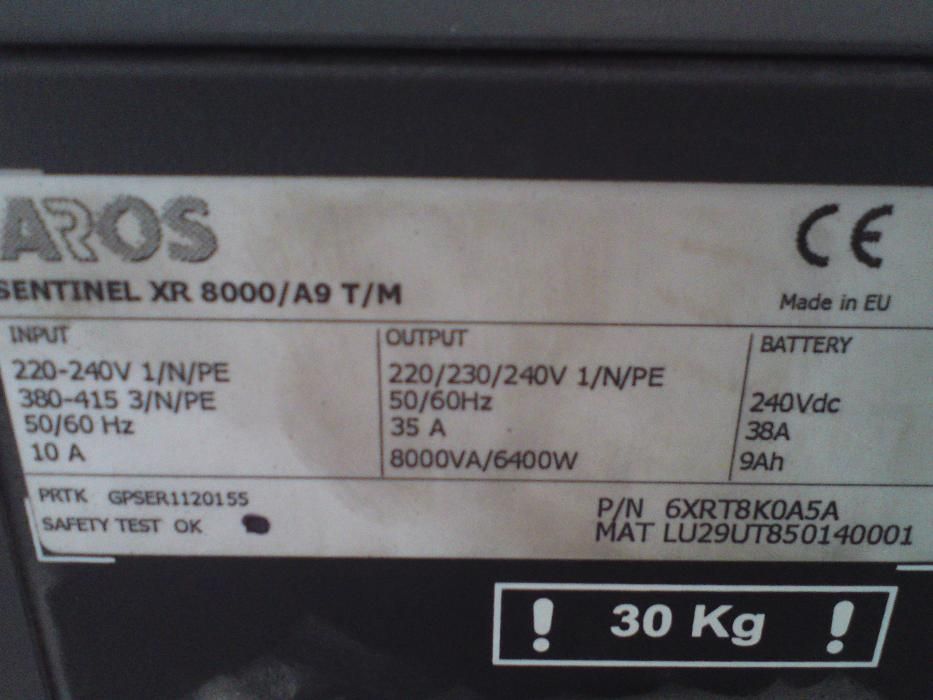 AROS
CE
SENTINEL XR 8000/A9 T/M
Made in EU
INPUT
220-240V 1/N/PE
380-415 3/N/PE
50/60 Hz
10 A
OUTPUT
220/230/240V 1/N/PE
50/60Hz
35 A
8000VA/6400W
BATTERY
240Vdc
38A
9Ah
PRTK GPSER1120155
SAFETY TEST OK
P/N 6XRT8K0A5A
MAT LU29UT850140001
! 30 Kg !